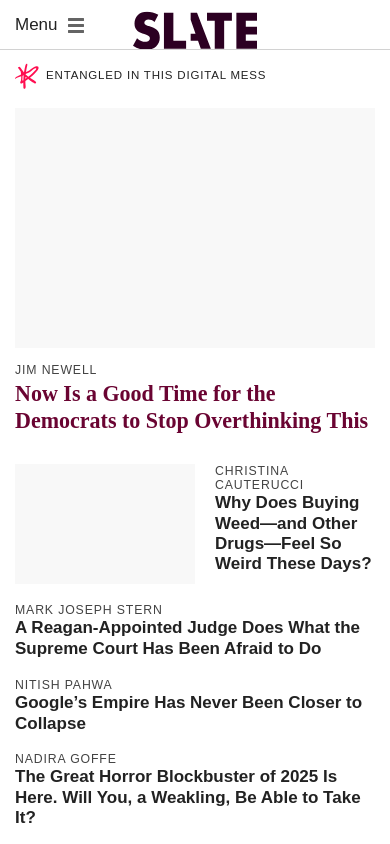 Menu
SLATE
ENTANGLED IN THIS DIGITAL MESS
JIM NEWELL
Now Is a Good Time for the
Democrats to Stop Overthinking This
CHRISTINA
CAUTERUCCI
Why Does Buying
Weed—and Other
Drugs—Feel So
Weird These Days?
MARK JOSEPH STERN
A Reagan-Appointed Judge Does What the
Supreme Court Has Been Afraid to Do
NITISH PAHWA
Google’s Empire Has Never Been Closer to
Collapse
NADIRA GOFFE
The Great Horror Blockbuster of 2025 Is
Here. Will You, a Weakling, Be Able to Take
It?